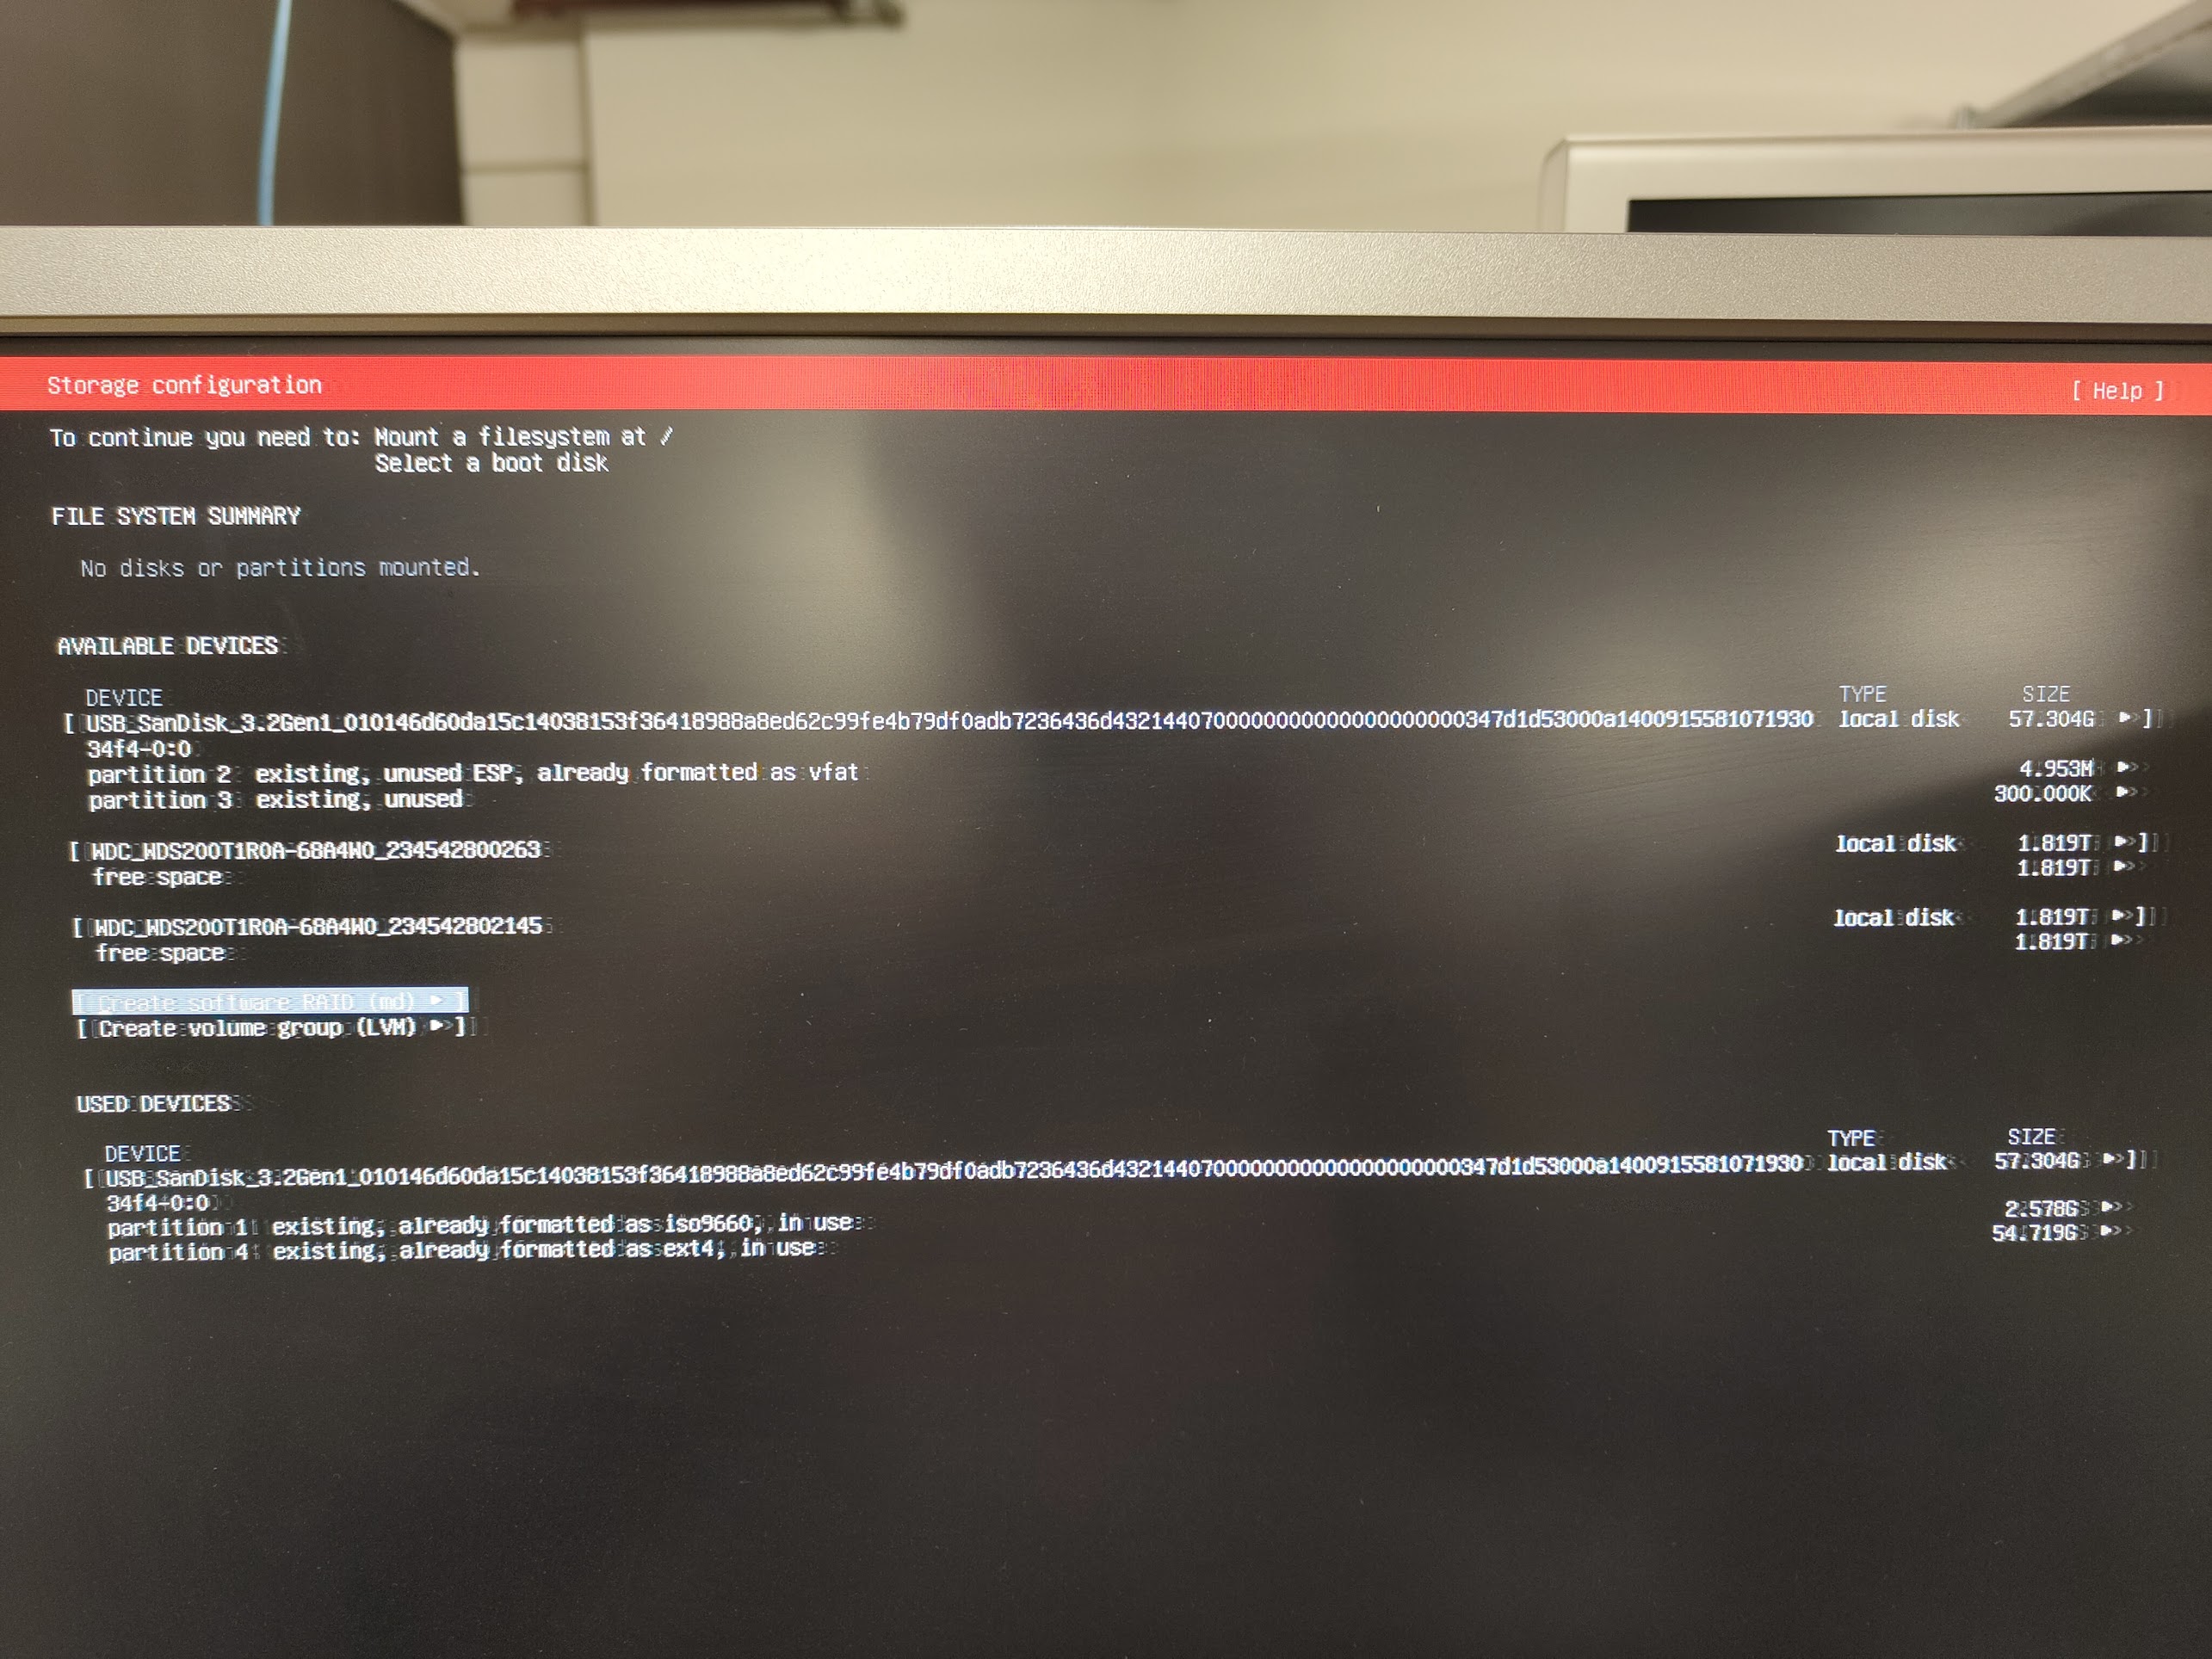 Storage configuration [ Help ]
To continue you need to: Mount a filesystem at /
Select a boot disk
FILE SYSTEM SUMMARY
No disks or partitions mounted.
AVAILABLE DEVICES
DEVICE TYPE SIZE
[ USB_SanDisk_3.2Gen1_010146d60da15c14038153f36418988a8ed62c99fe4b79df0adb7236436d432144070000000000000000000000347d1d53000a1400915581071930 local disk 57.304G ▸ ]
34f4-0:0
partition 2 existing, unused ESP, already formatted as vfat 4.953M ▸
partition 3 existing, unused 300.000K ▸
[ WDC_WDS200T1R0A-68A4W0_234542800263 local disk 1.819T ▸ ]
free space 1.819T ▸
[ WDC_WDS200T1R0A-68A4W0_234542802145 local disk 1.819T ▸ ]
free space 1.819T ▸
[ Create software RAID (md) ▸ ]
[ Create volume group (LVM) ▸ ]
USED DEVICES
DEVICE TYPE SIZE
[ USB_SanDisk_3.2Gen1_010146d60da15c14038153f36418988a8ed62c99fe4b79df0adb7236436d432144070000000000000000000000347d1d53000a1400915581071930 local disk 57.304G ▸ ]
34f4-0:0
partition 1 existing, already formatted as iso9660, in use 2.578G ▸
partition 4 existing, already formatted as ext4, in use 54.719G ▸